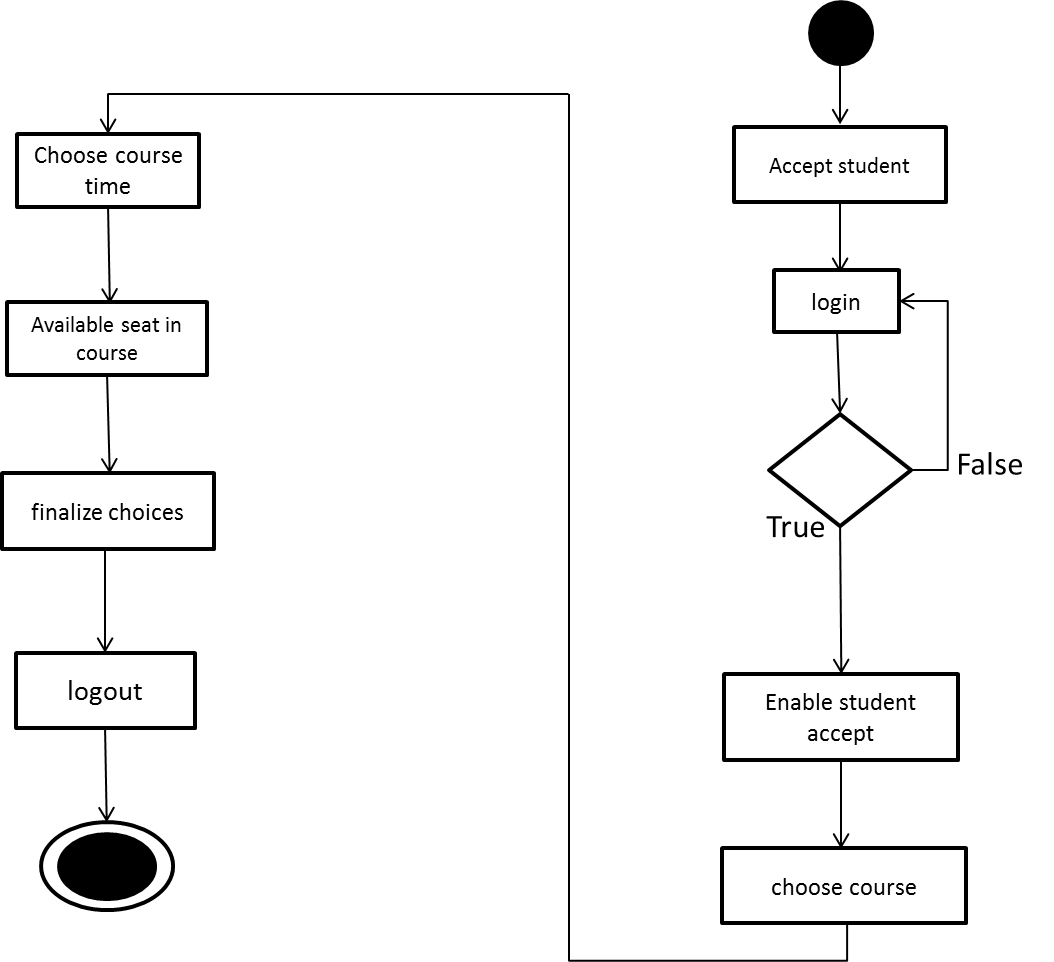 Accept student
login
False
True
Enable student
accept
choose course
Choose course
time
Available seat in
course
finalize choices
logout